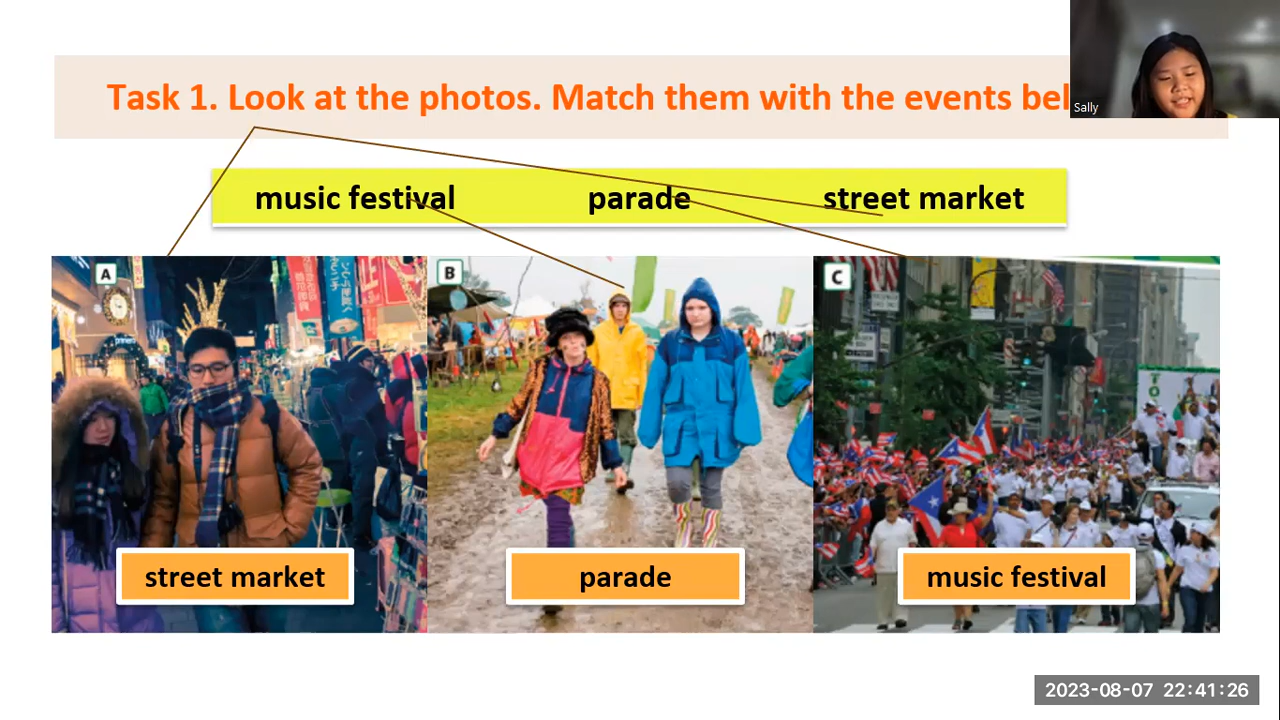 Task 1. Look at the photos. Match them with the events bel
Sally
music festival parade street market
A
B
C
street market
parade
music festival
2023-08-07 22:41:26